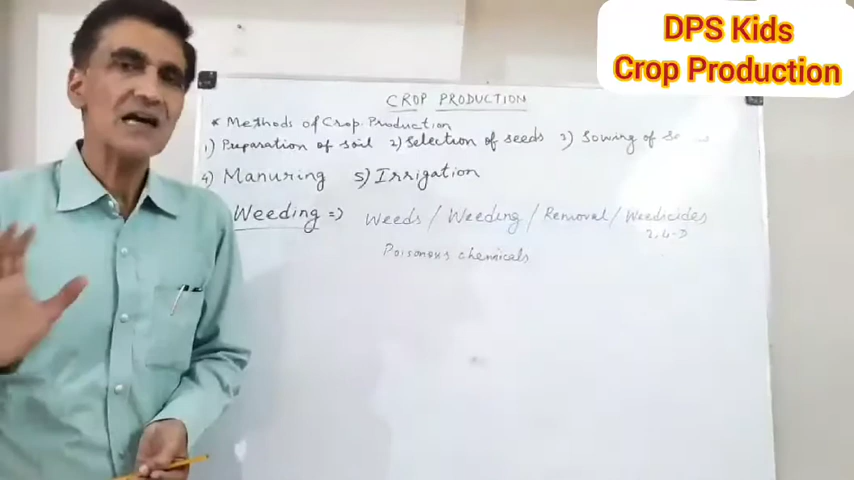 DPS Kids
Crop Production
CROP PRODUCTION
* Methods of Crop Production
1) Preparation of soil 2) Selection of seeds 3) Sowing of
4) Manuring 5) Irrigation
Weeding => Weeds / Weeding / Removal / Weedicides
2,4-D
Poisonous chemicals